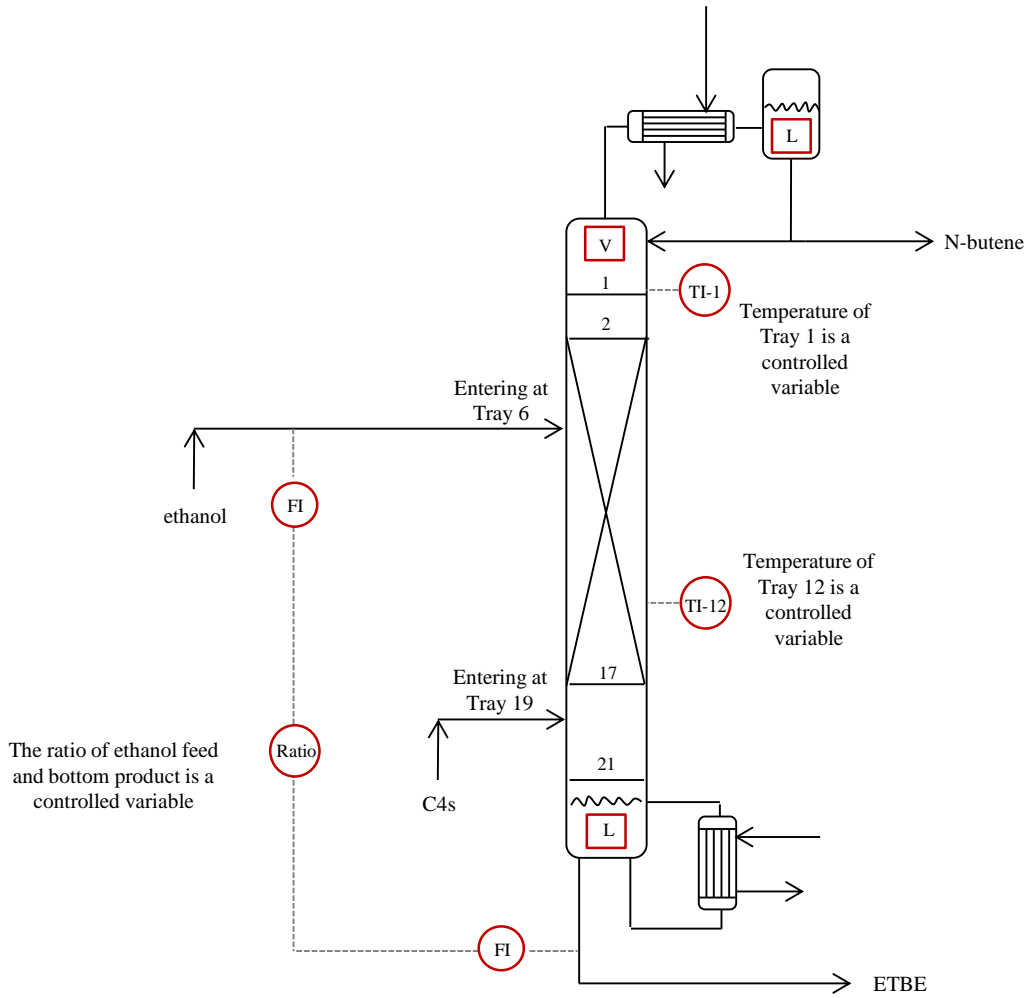 L
V
N-butene
1
TI-1
2
Temperature of
Tray 1 is a
controlled
variable
Entering at
Tray 6
FI
ethanol
Temperature of
Tray 12 is a
controlled
variable
TI-12
17
Entering at
Tray 19
Ratio
The ratio of ethanol feed
and bottom product is a
controlled variable
21
C4s
L
FI
ETBE